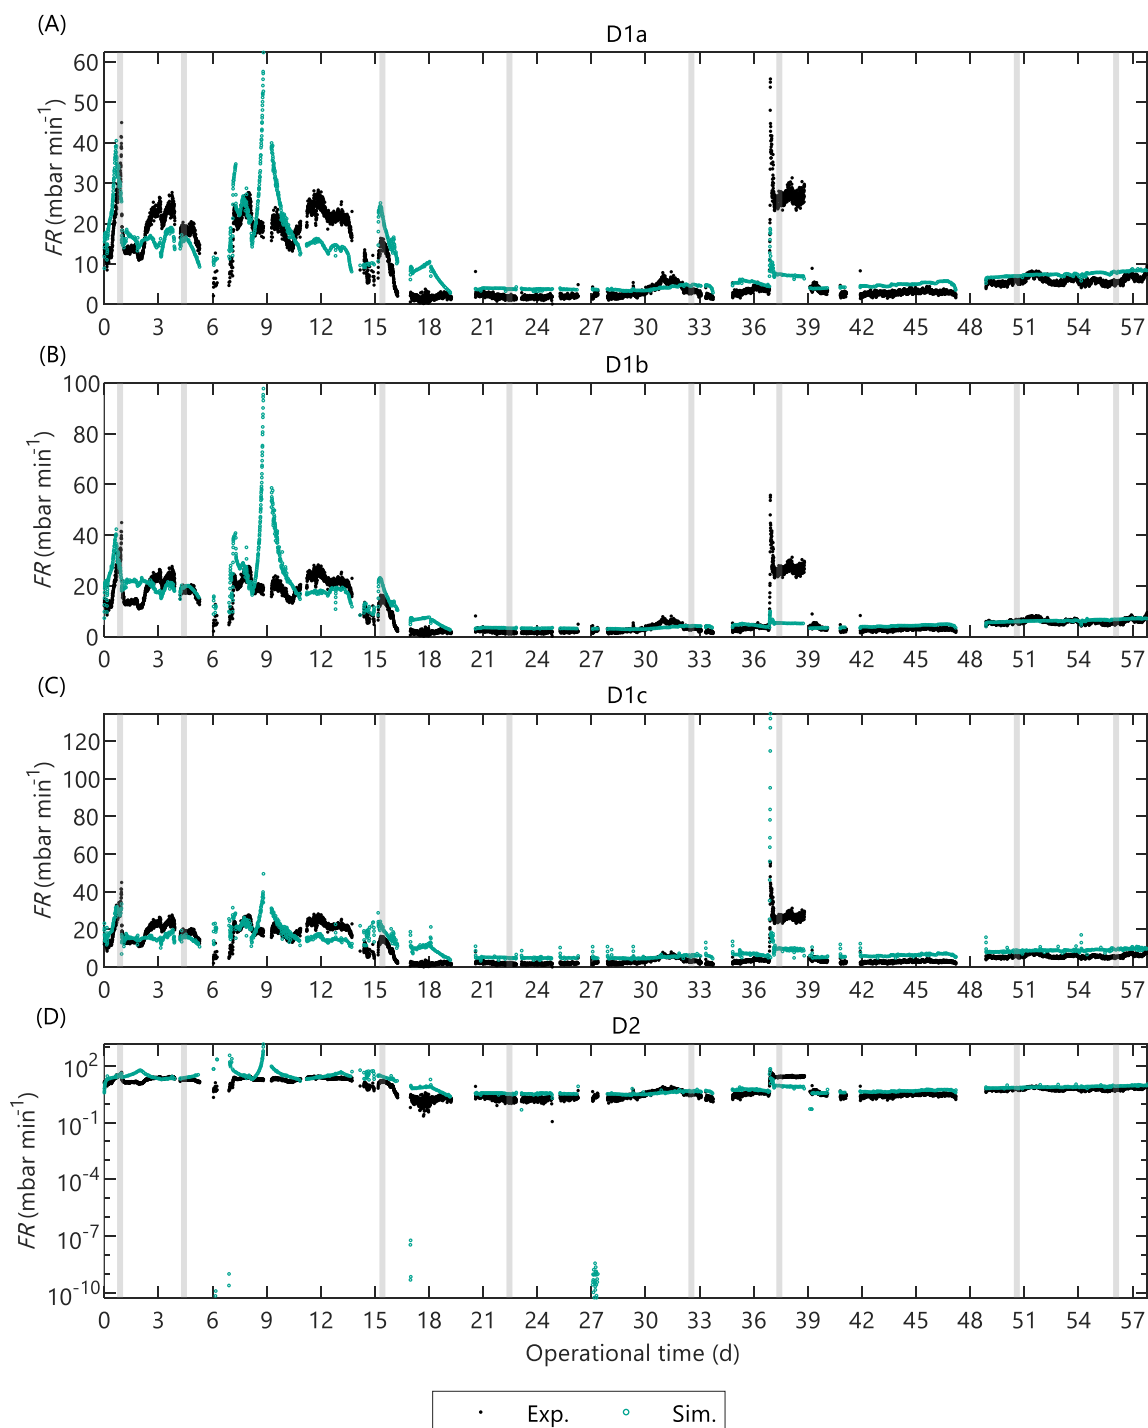 (A)
D1a
FR (mbar min⁻¹)
60
50
40
30
20
10
0
0 3 6 9 12 15 18 21 24 27 30 33 36 39 42 45 48 51 54 57
(B)
D1b
FR (mbar min⁻¹)
100
80
60
40
20
0
0 3 6 9 12 15 18 21 24 27 30 33 36 39 42 45 48 51 54 57
(C)
D1c
FR (mbar min⁻¹)
120
100
80
60
40
20
0
0 3 6 9 12 15 18 21 24 27 30 33 36 39 42 45 48 51 54 57
(D)
D2
FR (mbar min⁻¹)
10²
10⁻¹
10⁻⁴
10⁻⁷
10⁻¹⁰
0 3 6 9 12 15 18 21 24 27 30 33 36 39 42 45 48 51 54 57
Operational time (d)
Exp. Sim.